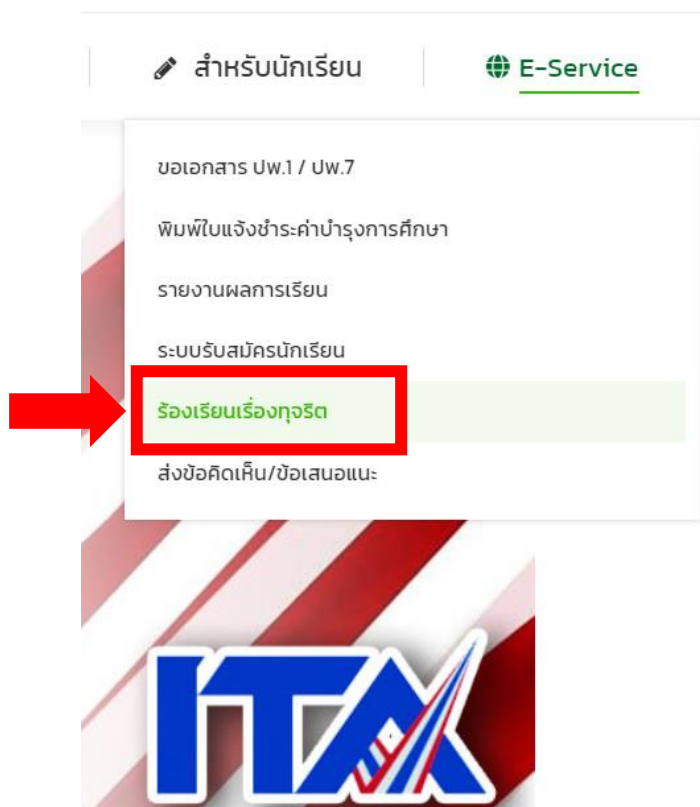 สำหรับนักเรียน
E-Service
ขอเอกสาร ปพ.1 / ปพ.7
พิมพ์ใบแจ้งชำระค่าบำรุงการศึกษา
รายงานผลการเรียน
ระบบรับสมัครนักเรียน
ร้องเรียนเรื่องทุจริต
ส่งข้อคิดเห็น/ข้อเสนอแนะ
ITA